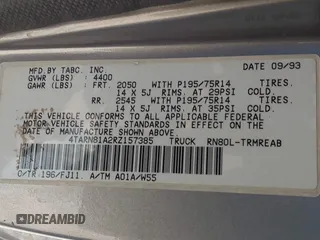 MFD. BY TABC. INC. DATE 09/93
GVWR (LBS) : 4400
GAWR (LBS) : FRT. 2050 WITH P195/75R14 TIRES.
14 X 5J RIMS. AT 29PSI COLD.
RR. 2545 WITH P195/75R14 TIRES.
14 X 5J RIMS. AT 35PSI COLD.
THIS VEHICLE CONFORMS TO ALL APPLICABLE FEDERAL
MOTOR VEHICLE SAFETY STANDARDS IN EFFECT ON THE
DATE OF MANUFACTURE SHOWN ABOVE.
4TARN81A2RZ157385 TRUCK RN80L-TRMREAB
C/TR 196/FJ11. A/TM A01A/W55
DREAMBID